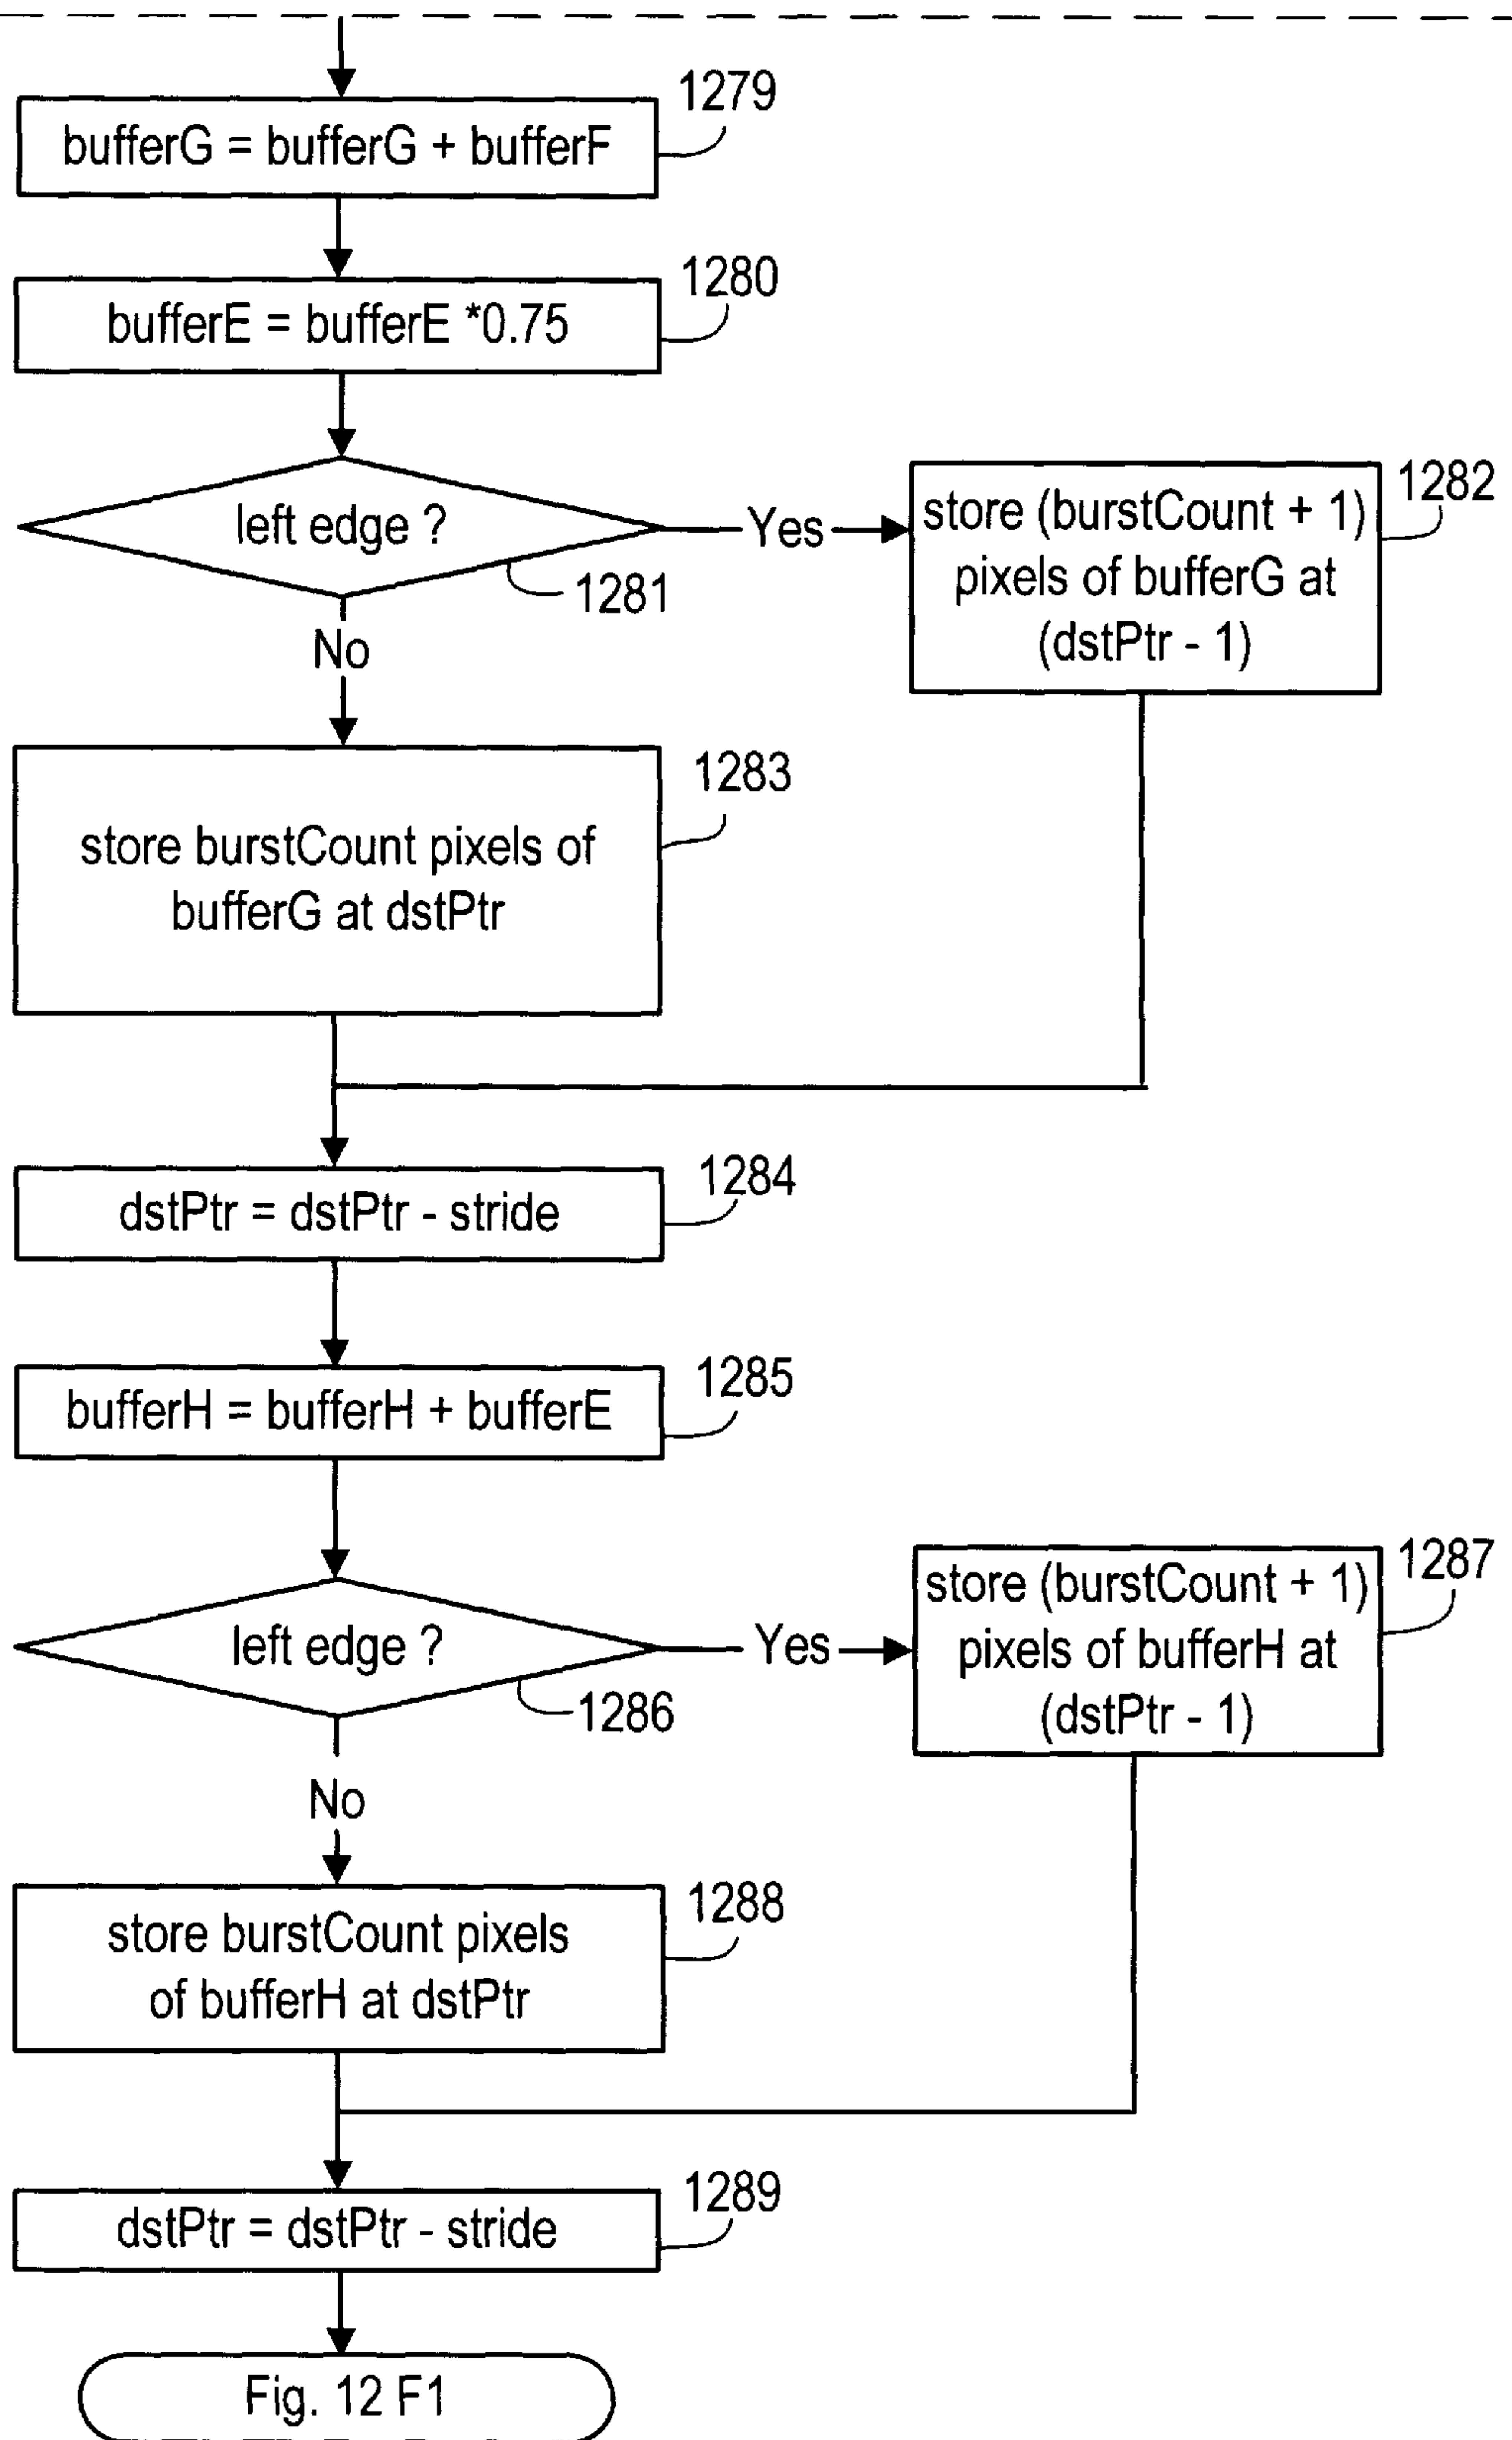 1279
bufferG = bufferG + bufferF
1280
bufferE = bufferE *0.75
left edge ?
Yes
1281
No
1282
store (burstCount + 1)
pixels of bufferG at
(dstPtr - 1)
1283
store burstCount pixels of
bufferG at dstPtr
1284
dstPtr = dstPtr - stride
1285
bufferH = bufferH + bufferE
left edge ?
Yes
1286
No
1287
store (burstCount + 1)
pixels of bufferH at
(dstPtr - 1)
1288
store burstCount pixels
of bufferH at dstPtr
1289
dstPtr = dstPtr - stride
Fig. 12 F1